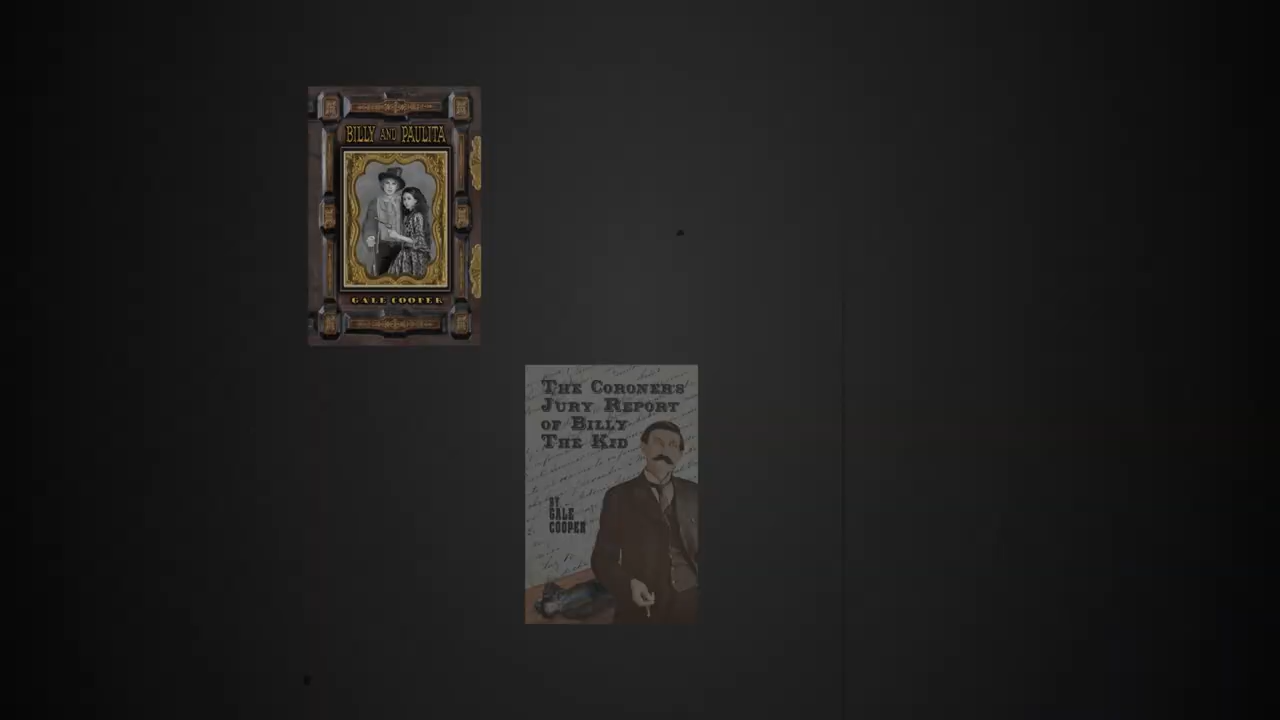 BILLY AND PAULITA
GALE COOPER
THE CORONER'S
JURY REPORT
OF BILLY
THE KID
BY
GALE
COOPER